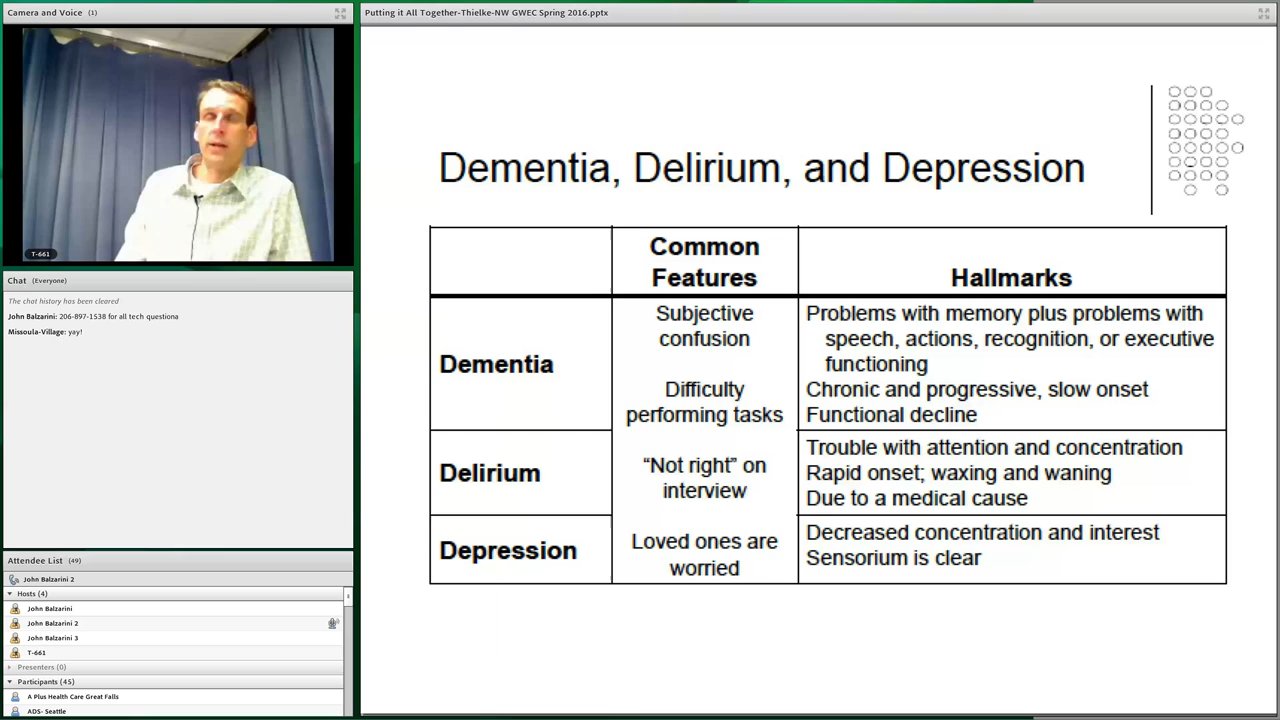 Camera and Voice (1)
T-661
Chat (Everyone)
The chat history has been cleared
John Balzarini: 206-897-1538 for all tech questiona
Missoula-Village: yay!
Attendee List (49)
John Balzarini 2
Hosts (4)
John Balzarini
John Balzarini 2
John Balzarini 3
T-661
Presenters (0)
Participants (45)
A Plus Health Care Great Falls
ADS- Seattle
Putting it All Together-Thielke-NW GWEC Spring 2016.pptx
Dementia, Delirium, and Depression
Common
Features
Hallmarks
Dementia
Subjective
confusion
Difficulty
performing tasks
Problems with memory plus problems with
speech, actions, recognition, or executive
functioning
Chronic and progressive, slow onset
Functional decline
Delirium
“Not right” on
interview
Trouble with attention and concentration
Rapid onset; waxing and waning
Due to a medical cause
Depression
Loved ones are
worried
Decreased concentration and interest
Sensorium is clear